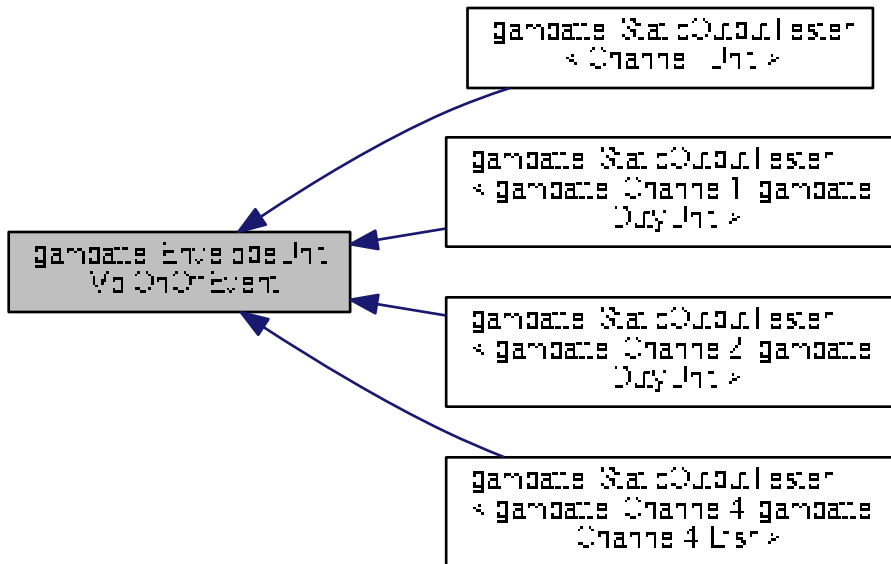 gambatte::EnvelopeUnit
::VolOnOffEvent
gambatte::StaticOutputTester
< Channel, Unit >
gambatte::StaticOutputTester
< gambatte::Channel1, gambatte
::DutyUnit >
gambatte::StaticOutputTester
< gambatte::Channel2, gambatte
::DutyUnit >
gambatte::StaticOutputTester
< gambatte::Channel4, gambatte
::Channel4::Lfsr >